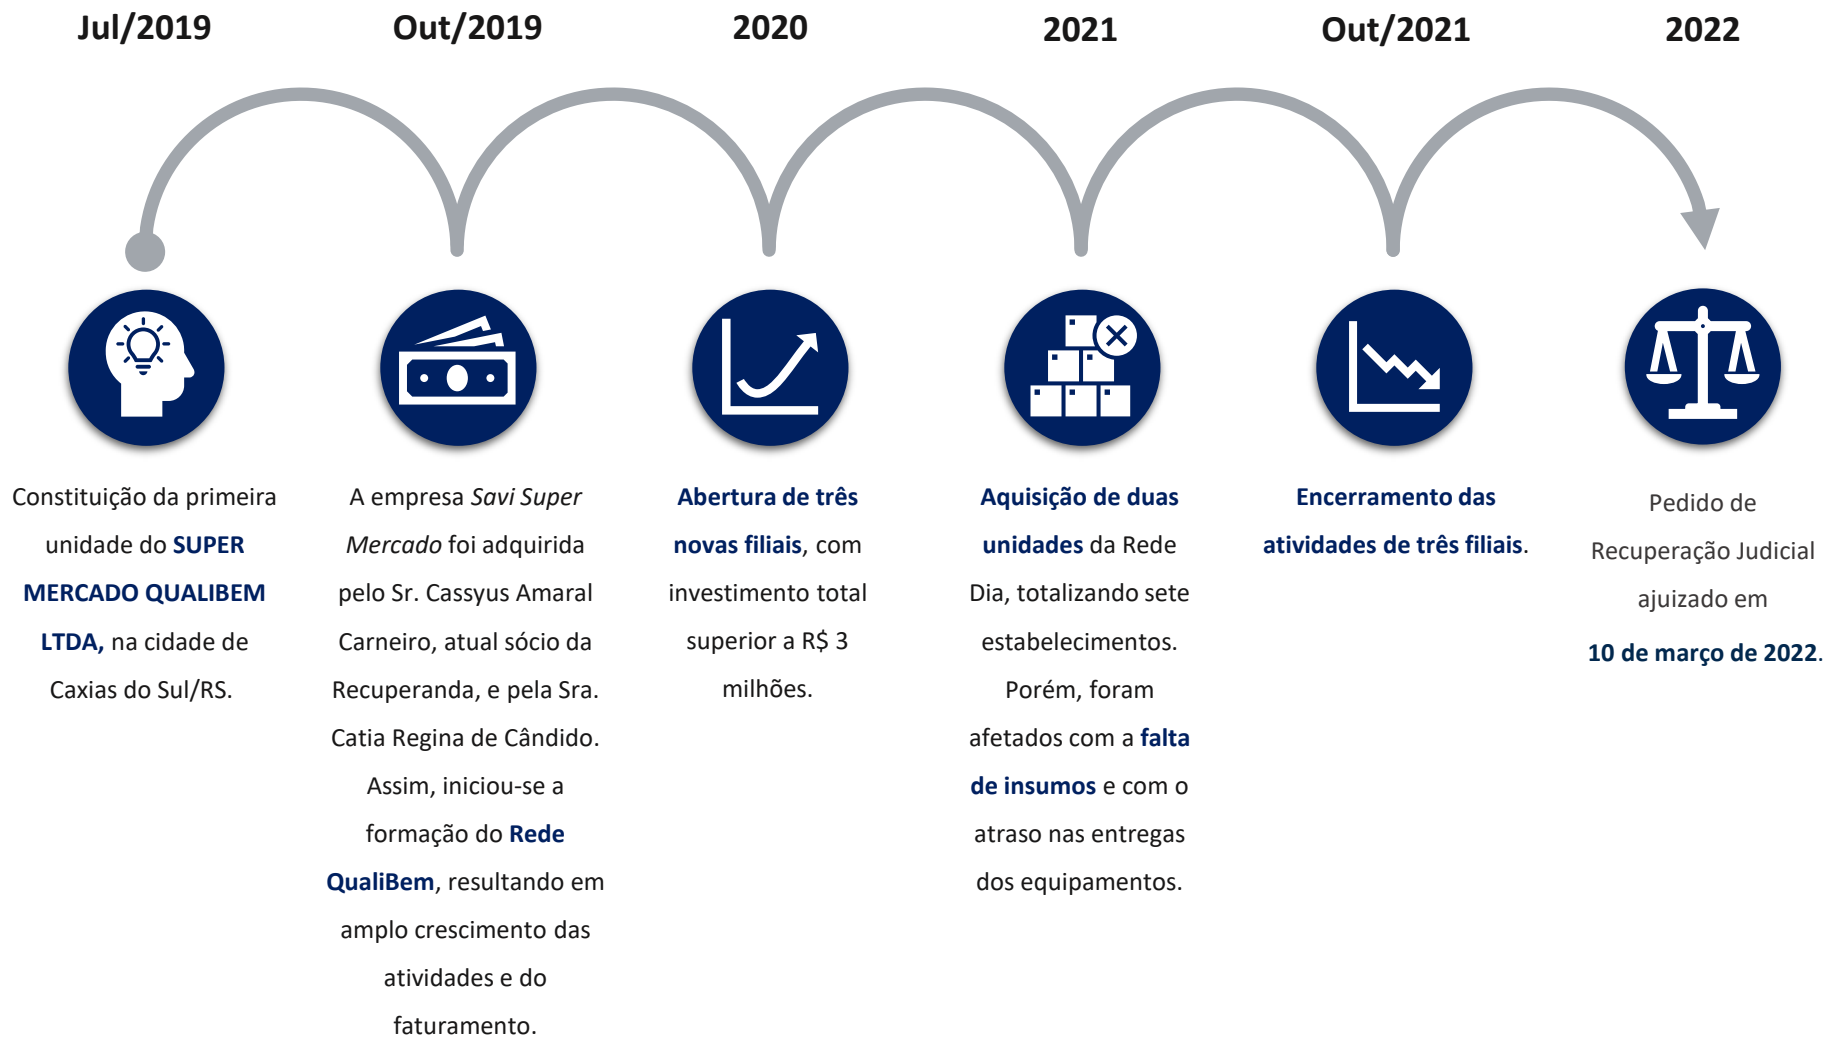 Jul/2019
Out/2019
2020
2021
Out/2021
2022
Constituição da primeira
unidade do SUPER
MERCADO QUALIBEM
LTDA, na cidade de
Caxias do Sul/RS.
A empresa Savi Super
Mercado foi adquirida
pelo Sr. Cassyus Amaral
Carneiro, atual sócio da
Recuperanda, e pela Sra.
Catia Regina de Cândido.
Assim, iniciou-se a
formação do Rede
QualiBem, resultando em
amplo crescimento das
atividades e do
faturamento.
Abertura de três
novas filiais, com
investimento total
superior a R$ 3
milhões.
Aquisição de duas
unidades da Rede
Dia, totalizando sete
estabelecimentos.
Porém, foram
afetados com a falta
de insumos e com o
atraso nas entregas
dos equipamentos.
Encerramento das
atividades de três filiais.
Pedido de
Recuperação Judicial
ajuizado em
10 de março de 2022.